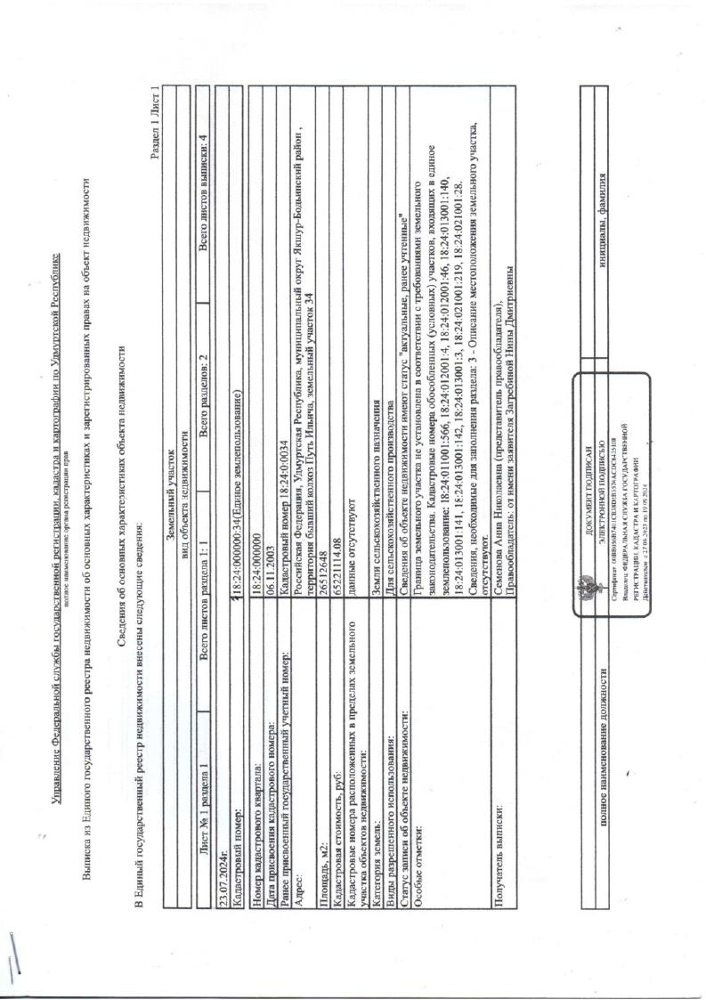 Управление Федеральной службы государственной регистрации, кадастра и картографии по Удмуртской Республике
полное наименование органа регистрации прав
Выписка из Единого государственного реестра недвижимости об основных характеристиках и зарегистрированных правах на объект недвижимости
Сведения об основных характеристиках объекта недвижимости
В Единый государственный реестр недвижимости внесены следующие сведения:
Раздел 1 Лист 1
Земельный участок
вид объекта недвижимости
Лист № 1 раздела 1 Всего листов раздела 1: 1 Всего разделов: 2 Всего листов выписки: 4
23.07.2024г.
Кадастровый номер: 18:24:000000:34(Единое землепользование)
Номер кадастрового квартала: 18:24:000000
Дата присвоения кадастрового номера: 06.11.2003
Ранее присвоенный государственный учетный номер: Кадастровый номер 18:24:0:0034
Адрес: Российская Федерация, Удмуртская Республика, муниципальный округ Якшур-Бодьинский район ,
территория бывший колхоз Путь Ильича, земельный участок 34
Площадь, м2: 26512648
Кадастровая стоимость, руб: 65221114.08
Кадастровые номера расположенных в пределах земельного
участка объектов недвижимости: данные отсутствуют
Категория земель: Земли сельскохозяйственного назначения
Виды разрешенного использования: Для сельскохозяйственного производства
Статус записи об объекте недвижимости: Сведения об объекте недвижимости имеют статус "актуальные, ранее учтенные"
Особые отметки: Граница земельного участка не установлена в соответствии с требованиями земельного
законодательства. Кадастровые номера обособленных (условных) участков, входящих в единое
землепользование: 18:24:011001:566, 18:24:012001:4, 18:24:012001:46, 18:24:013001:140,
18:24:013001:141, 18:24:013001:142, 18:24:013001:3, 18:24:021001:219, 18:24:021001:28.
Сведения, необходимые для заполнения раздела: 3 - Описание местоположения земельного участка,
отсутствуют.
Получатель выписки: Семенова Анна Николаевна (представитель правообладателя),
Правообладатель: от имени заявителя Загребиной Нины Дмитриевны
полное наименование должности
инициалы, фамилия
ДОКУМЕНТ ПОДПИСАН
ЭЛЕКТРОННОЙ ПОДПИСЬЮ
Сертификат
Владелец: ФЕДЕРАЛЬНАЯ СЛУЖБА ГОСУДАРСТВЕННОЙ
РЕГИСТРАЦИИ, КАДАСТРА И КАРТОГРАФИИ
Действителен: с 27.06.2023 по 19.09.2024